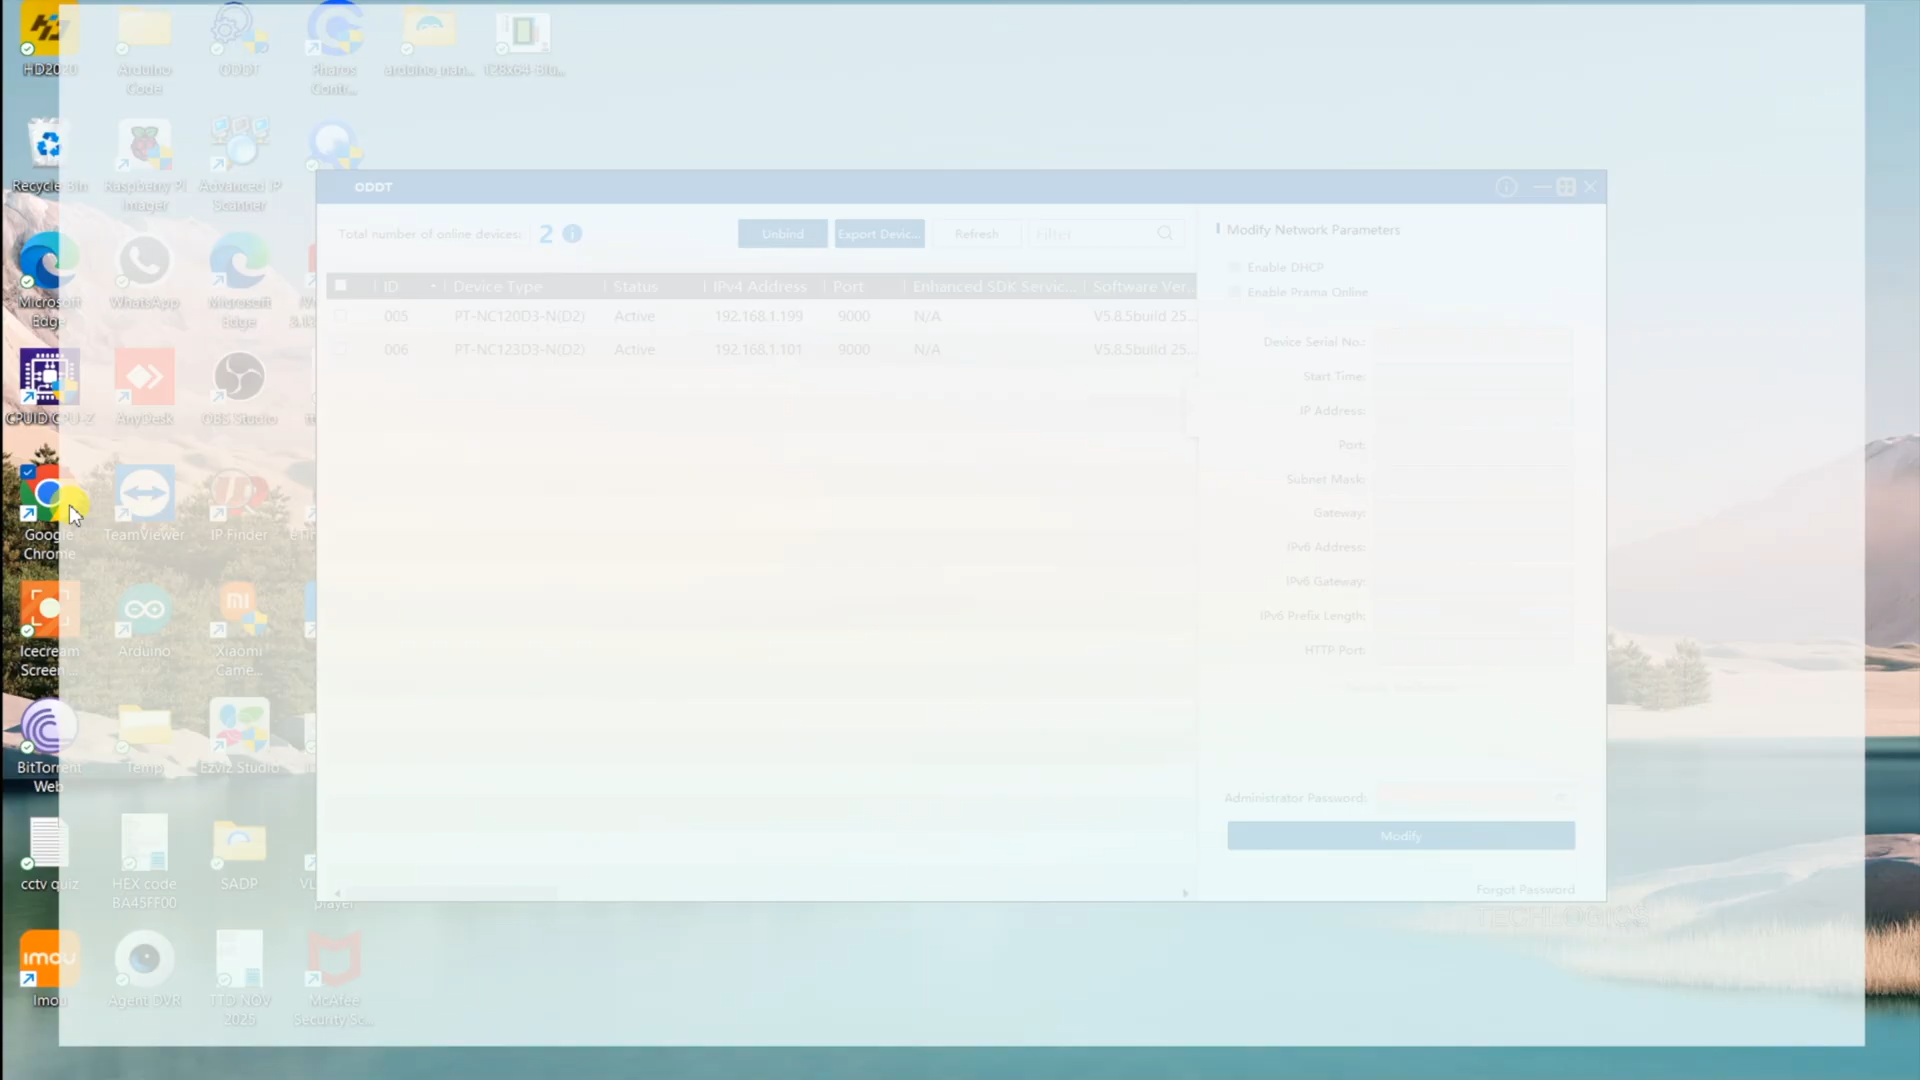 HD2020
Arduino
Code
ODDT
Pharos
Contr...
arduino_nan...
128x64-Blu...
Recycle Bin
Raspberry Pi
Imager
Advanced IP
Scanner
Microsoft
Edge
WhatsApp
Microsoft
Edge
CPUID CPU-Z
AnyDesk
OBS Studio
Google
Chrome
TeamViewer
IP Finder
Icecream
Screen...
Arduino
Xiaomi
Game...
BitTorrent
Web
Temp
Ezviz Studio
cctv quiz
HEX code
BA45FF00
SADP
player
imou
Imou
Agent DVR
TTD NOV
2025
McAfee
Security Sc...
ODDT
Total number of online devices: 2
Unbind
Export Devic...
Refresh
Filter
ID Device Type Status IPv4 Address Port Enhanced SDK Servic... Software Ver...
005 PT-NC120D3-N(D2) Active 192.168.1.199 9000 N/A V5.8.5build 25...
006 PT-NC123D3-N(D2) Active 192.168.1.101 9000 N/A V5.8.5build 25...
Modify Network Parameters
Enable DHCP
Enable Prama Online
Device Serial No.:
Start Time:
IP Address:
Port:
Subnet Mask:
Gateway:
IPv6 Address:
IPv6 Gateway:
IPv6 Prefix Length:
HTTP Port:
Administrator Password:
Modify
Forgot Password
TECHLOGICS